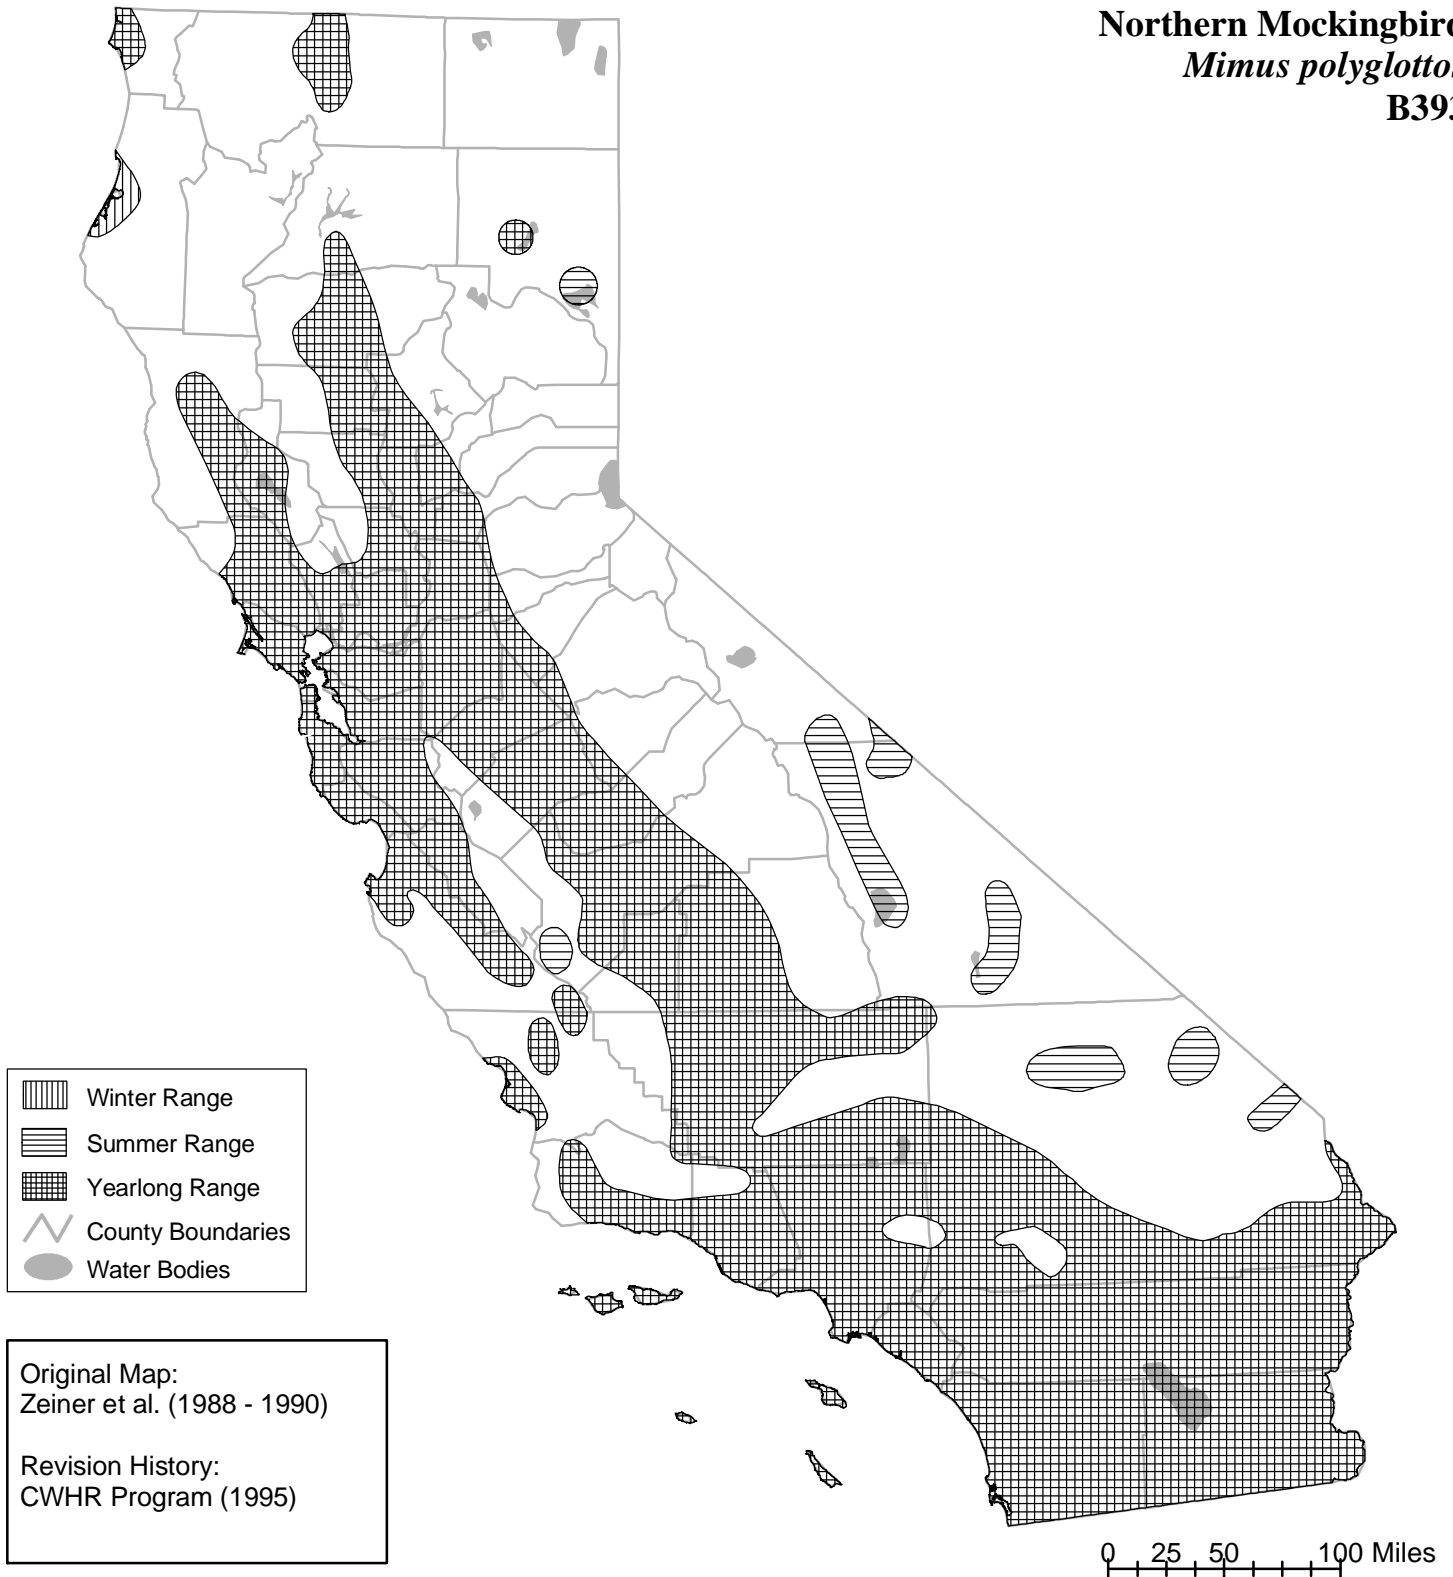 Northern Mockingbird
Mimus polyglottos
B393
Winter Range
Summer Range
Yearlong Range
County Boundaries
Water Bodies
Original Map:
Zeiner et al. (1988 - 1990)
Revision History:
CWHR Program (1995)
0 25 50 100 Miles